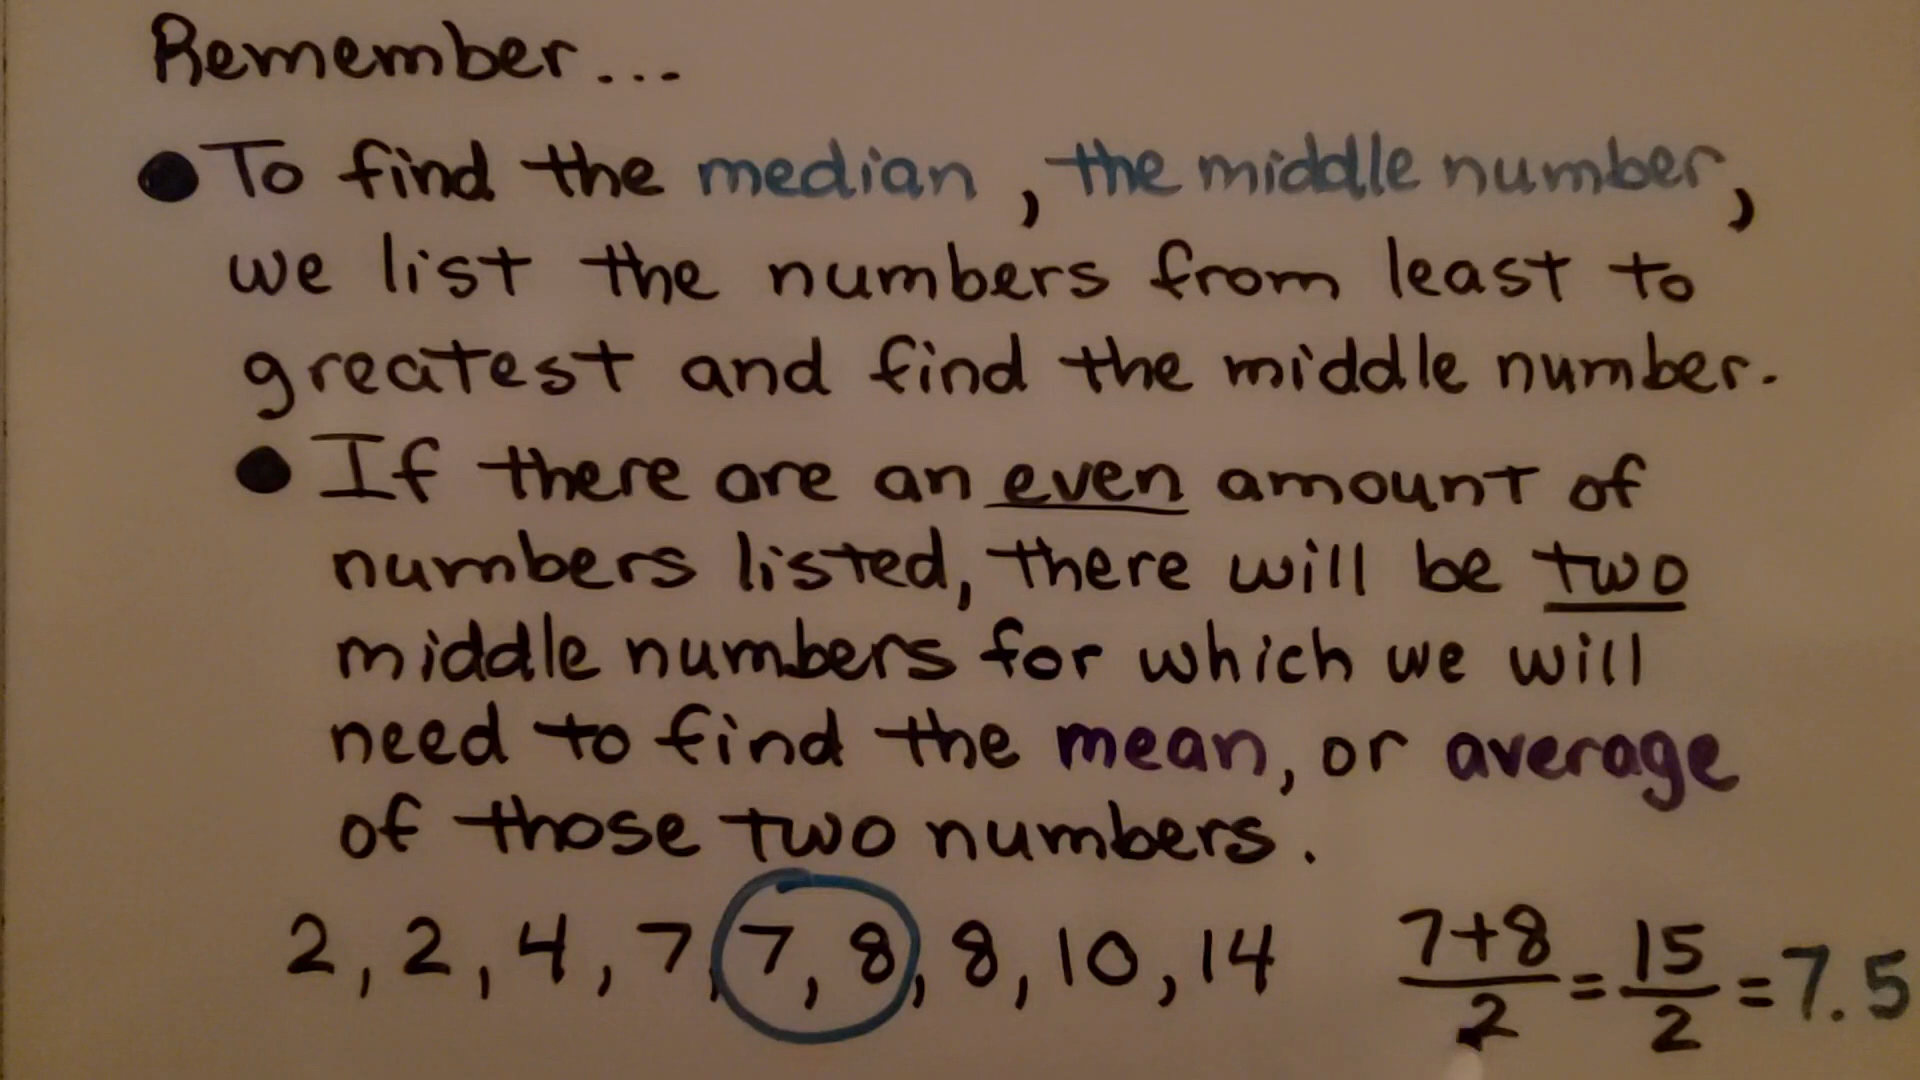 Remember...
● To find the median, the middle number,
we list the numbers from least to
greatest and find the middle number.
● If there are an even amount of
numbers listed, there will be two
middle numbers for which we will
need to find the mean, or average
of those two numbers.
2, 2, 4, 7, 7, 8, 8, 10, 14 7+8/2 = 15/2 = 7.5